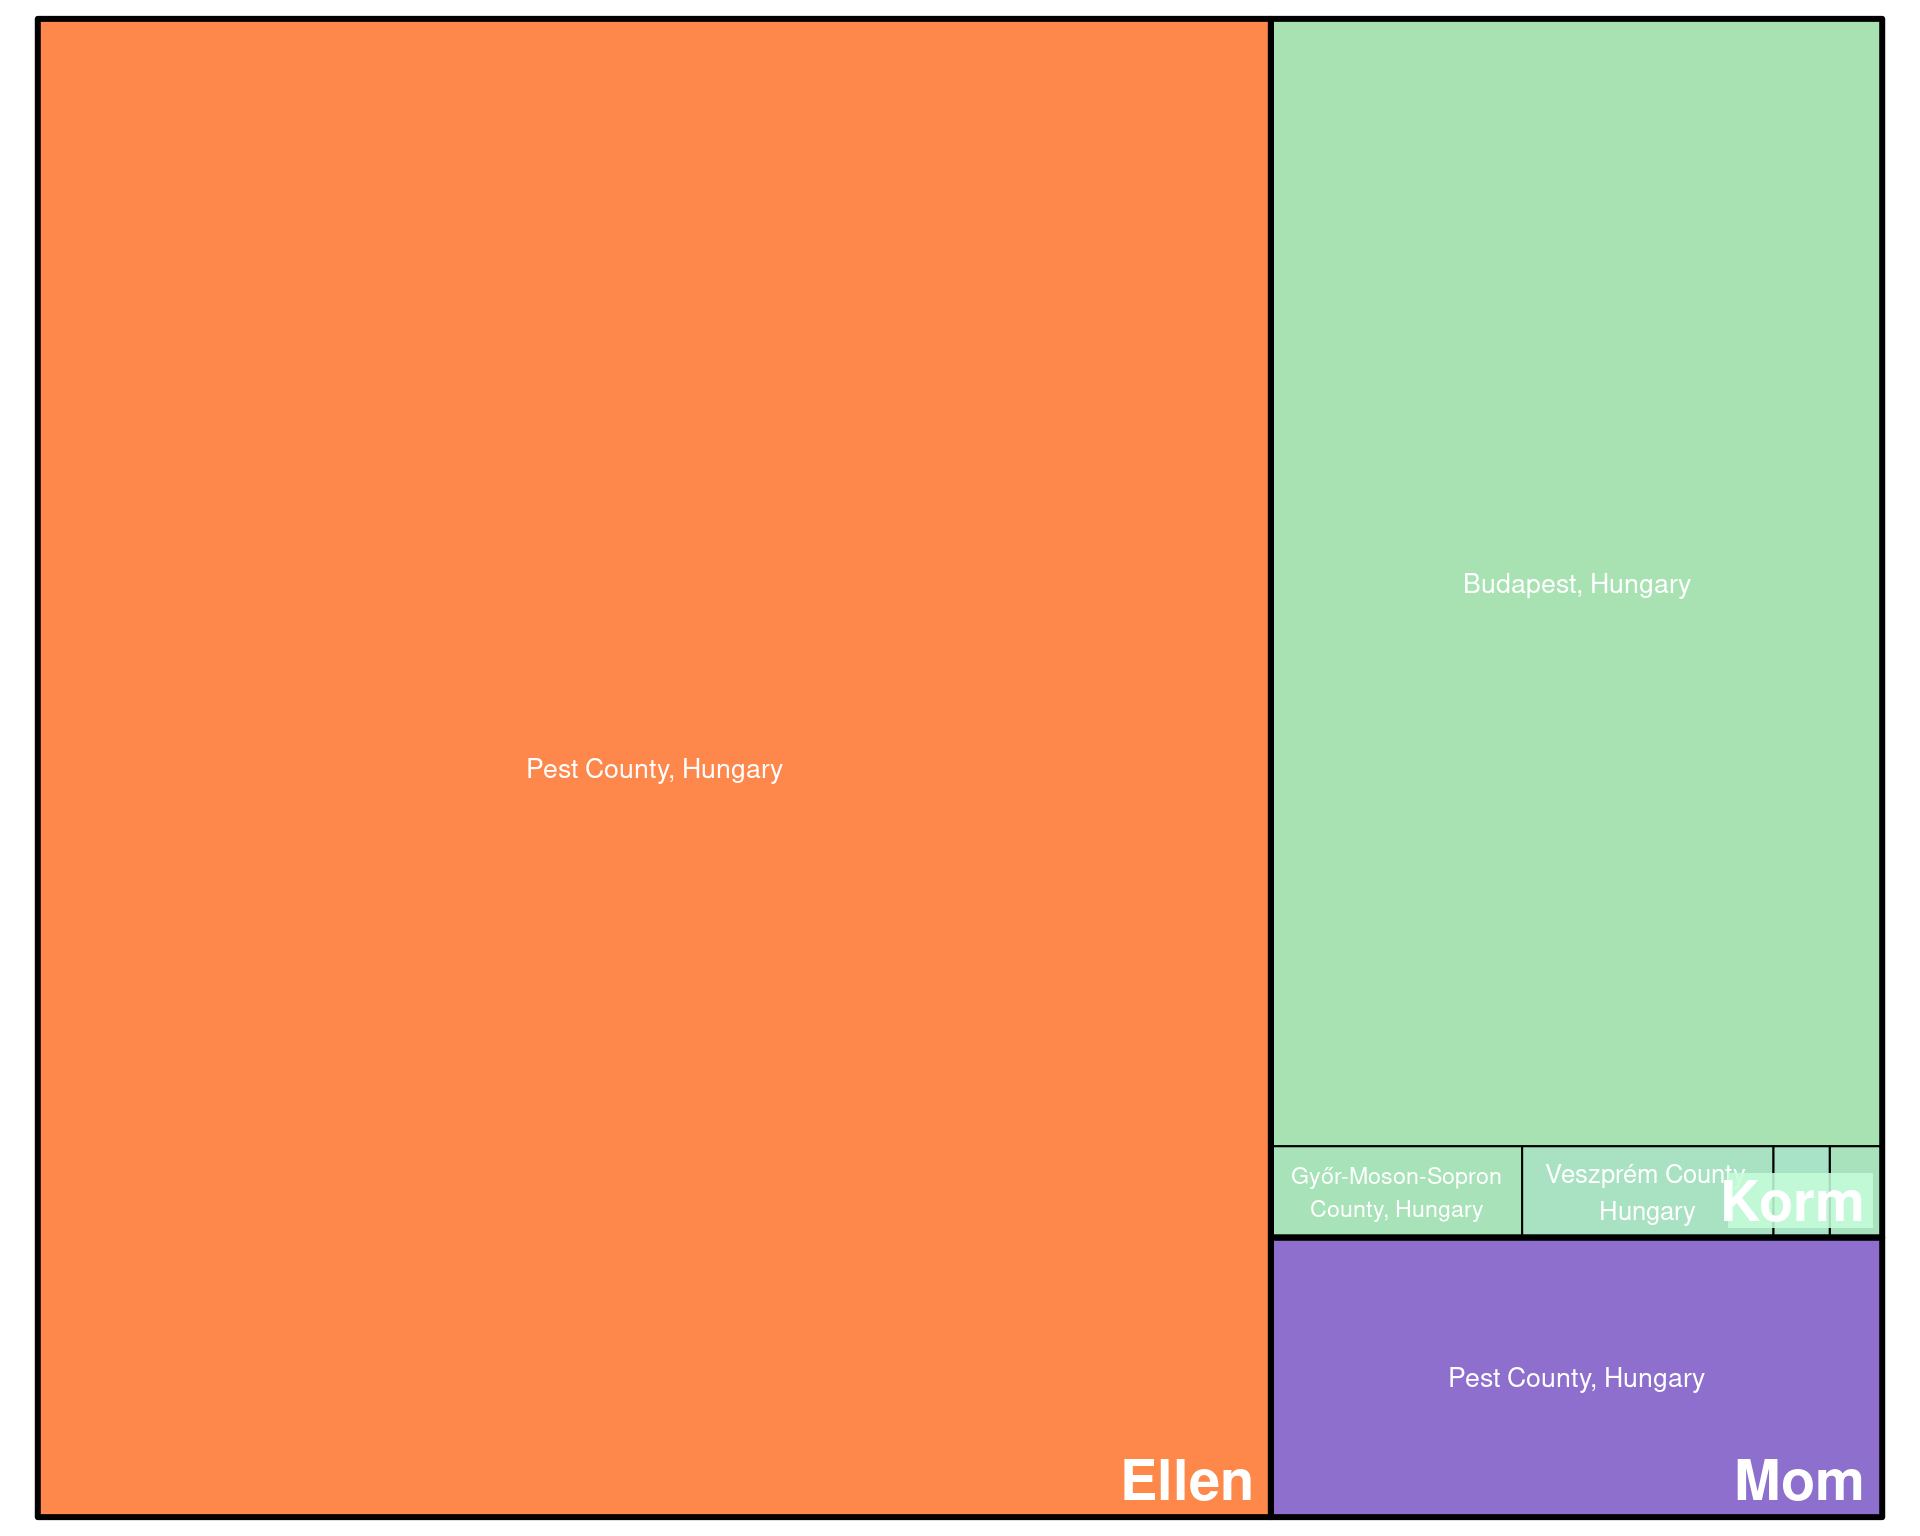 Budapest, Hungary
Pest County, Hungary
Győr-Moson-Sopron
County, Hungary
Veszprém County,
Hungary
Korm
Pest County, Hungary
Ellen
Mom